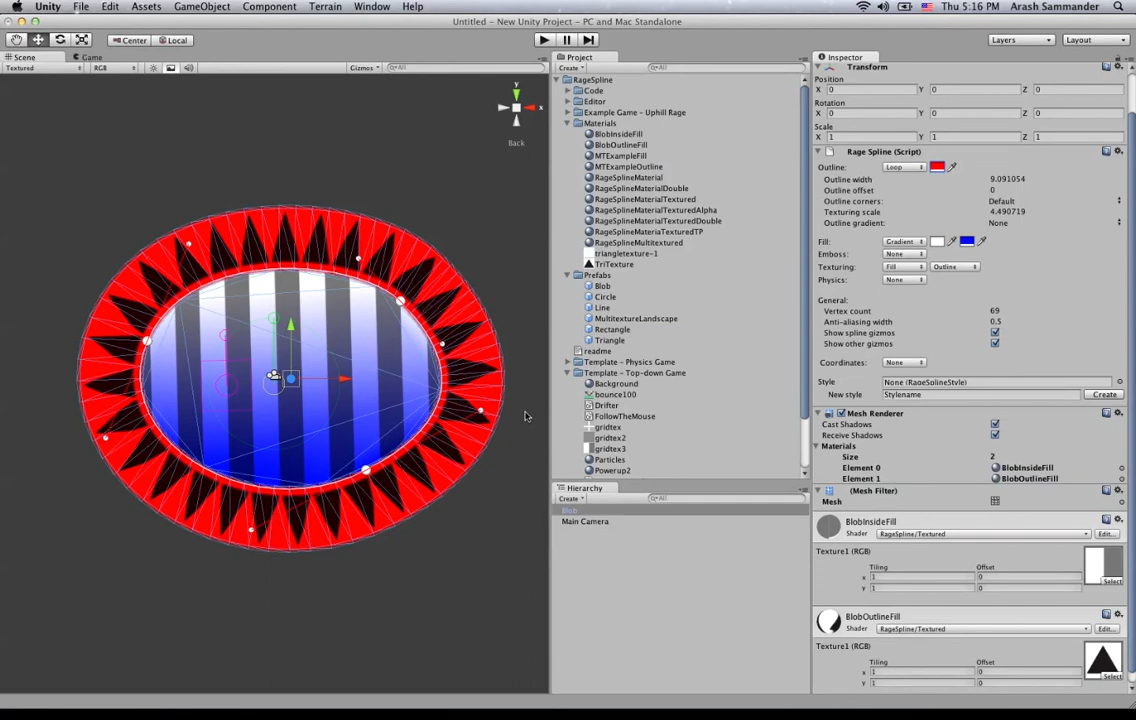 Unity File Edit Assets GameObject Component Terrain Window Help Thu 5:16 PM Arash Sammander
Untitled - New Unity Project - PC and Mac Standalone
Center Local Layers Layout
Scene Game
Textured RGB Gizmos All
y
x
Back
Project
Create All
RageSpline
Code
Editor
Example Game - Uphill Rage
Materials
BlobInsideFill
BlobOutlineFill
MTExampleFill
MTExampleOutline
RageSplineMaterial
RageSplineMaterialDouble
RageSplineMaterialTextured
RageSplineMaterialTexturedAlpha
RageSplineMaterialTexturedDouble
RageSplineMateriaTexturedTP
RageSplineMultitextured
triangletexture-1
TriTexture
Prefabs
Blob
Circle
Line
MultitextureLandscape
Rectangle
Triangle
readme
Template - Physics Game
Template - Top-down Game
Background
bounce100
Drifter
FollowTheMouse
gridtex
gridtex2
gridtex3
Particles
Powerup2
Hierarchy
Create All
Blob
Main Camera
Inspector
Transform
Position
X 0 Y 0 Z 0
Rotation
X 0 Y 0 Z 0
Scale
X 1 Y 1 Z 1
Rage Spline (Script)
Outline: Loop
Outline width 9.091054
Outline offset 0
Outline corners: Default
Texturing scale 4.490719
Outline gradient: None
Fill: Gradient
Emboss: None
Texturing: Fill Outline
Physics: None
General:
Vertex count 69
Anti-aliasing width 0.5
Show spline gizmos
Show other gizmos
Coordinates: None
Style None (RageSplineStyle)
New style Stylename Create
Mesh Renderer
Cast Shadows
Receive Shadows
Materials
Size 2
Element 0 BlobInsideFill
Element 1 BlobOutlineFill
(Mesh Filter)
Mesh
BlobInsideFill
Shader RageSpline/Textured Edit...
Texture1 (RGB)
Tiling Offset
x 1 0
y 1 0
Select
BlobOutlineFill
Shader RageSpline/Textured Edit...
Texture1 (RGB)
Tiling Offset
x 1 0
y 1 0
Select